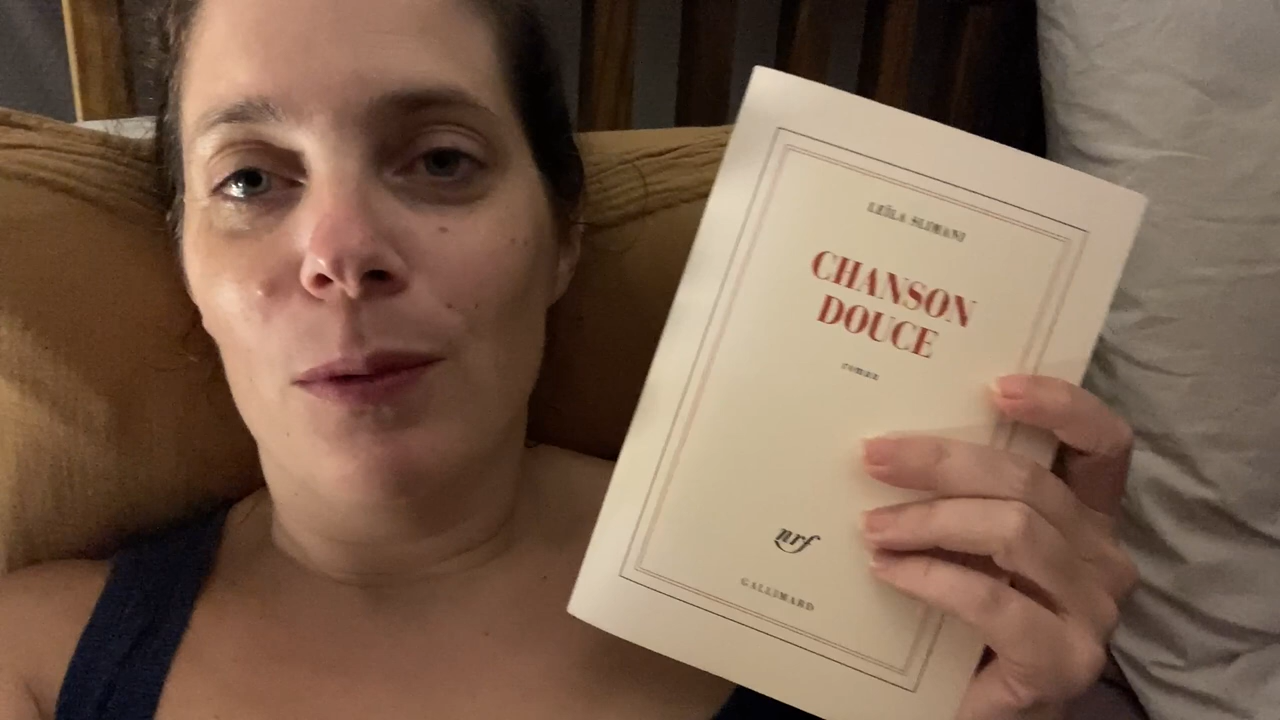 LEÏLA SLIMANI
CHANSON
DOUCE
roman
nrf
GALLIMARD